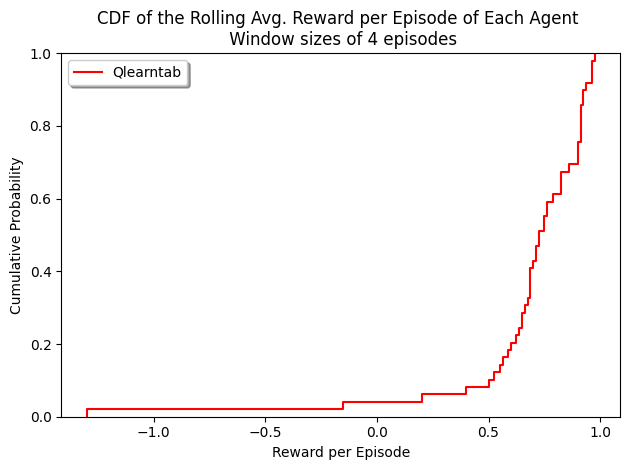 CDF of the Rolling Avg. Reward per Episode of Each Agent
Window sizes of 4 episodes
Qlearntab
1.0
0.8
0.6
0.4
0.2
0.0
Cumulative Probability
−1.0 −0.5 0.0 0.5 1.0
Reward per Episode